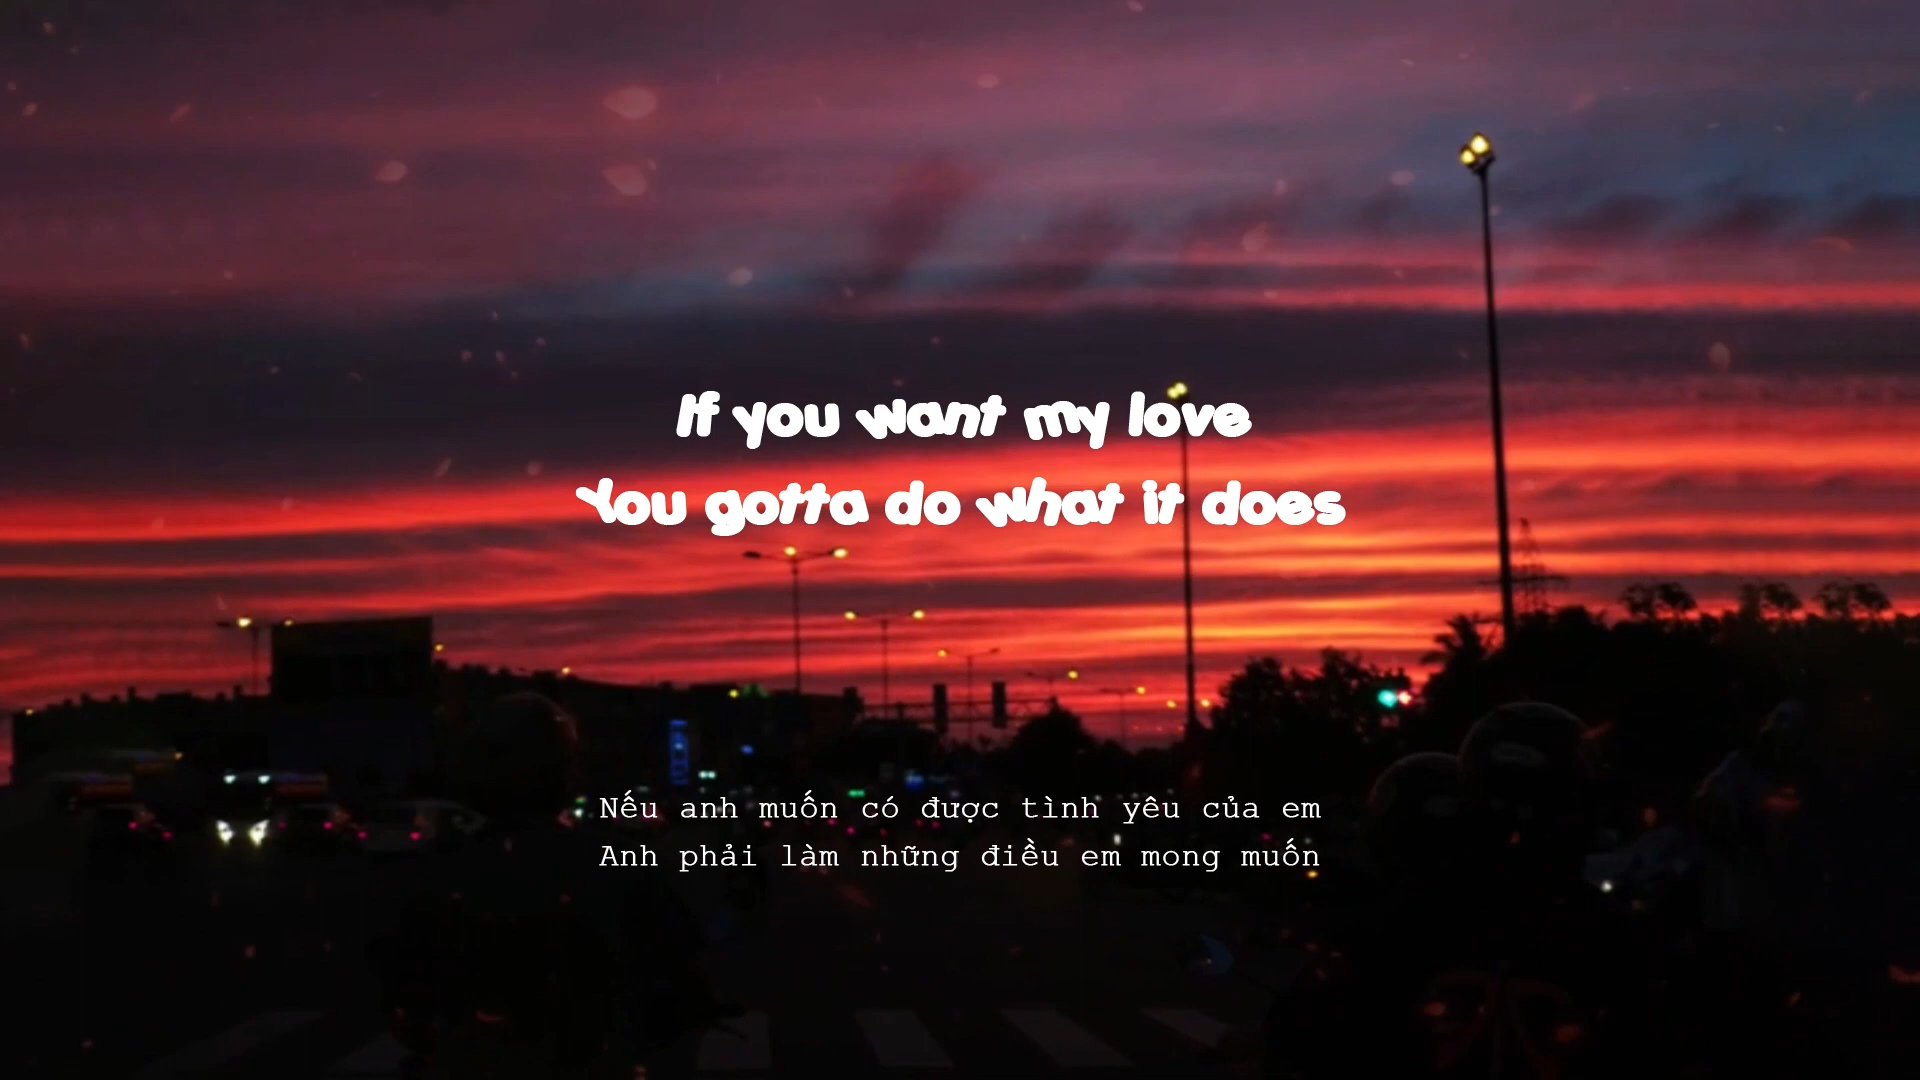 If you want my love
You gotta do what it does
Nếu anh muốn có được tình yêu của em
Anh phải làm những điều em mong muốn